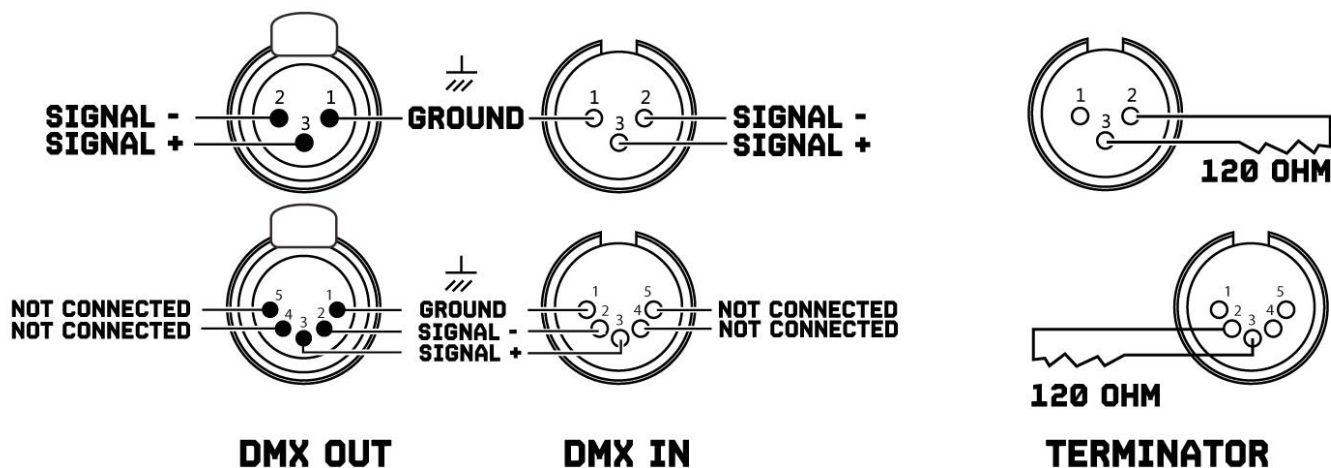 2 1 1 2 1 2
SIGNAL - GROUND SIGNAL -
3 3 3
SIGNAL + SIGNAL +
120 OHM
5 1 1 5 1 5
NOT CONNECTED GROUND NOT CONNECTED
4 2 2 4 2 4
3 3 3
NOT CONNECTED SIGNAL - NOT CONNECTED
SIGNAL +
120 OHM
DMX OUT DMX IN TERMINATOR